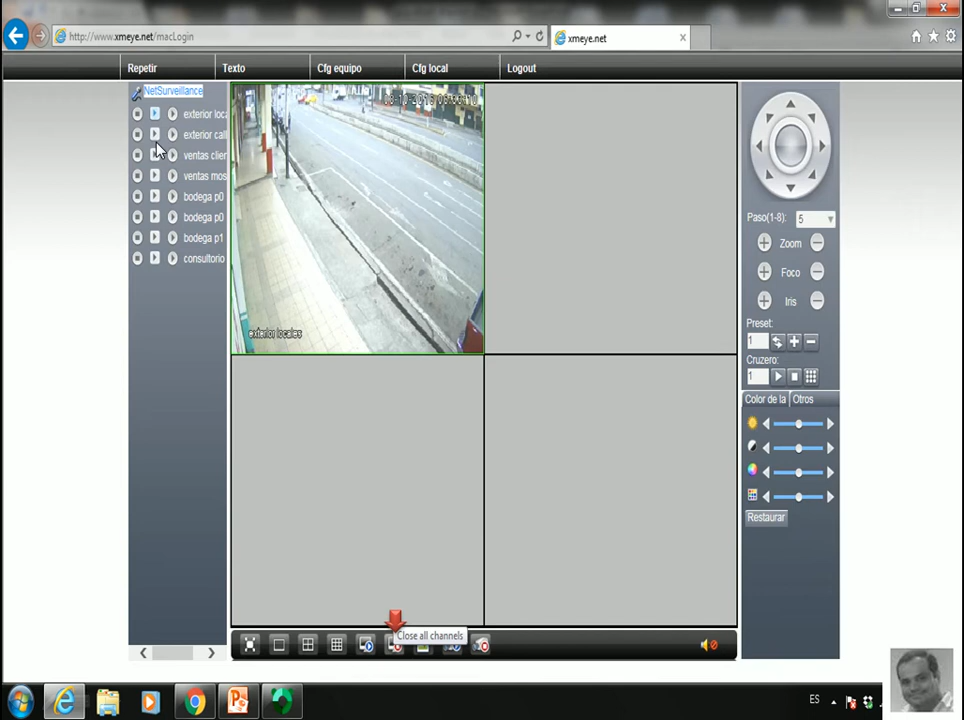 http://www.xmeye.net/macLogin
xmeye.net
Repetir
Texto
Cfg equipo
Cfg local
Logout
NetSurveillance
exterior loca
exterior call
ventas clien
ventas mos
bodega p0
bodega p0
bodega p1
consultorio
exterior locales
Paso(1-8):
5
Zoom
Foco
Iris
Preset:
1
Cruzero:
1
Color de la
Otros
Restaurar
Close all channels
ES